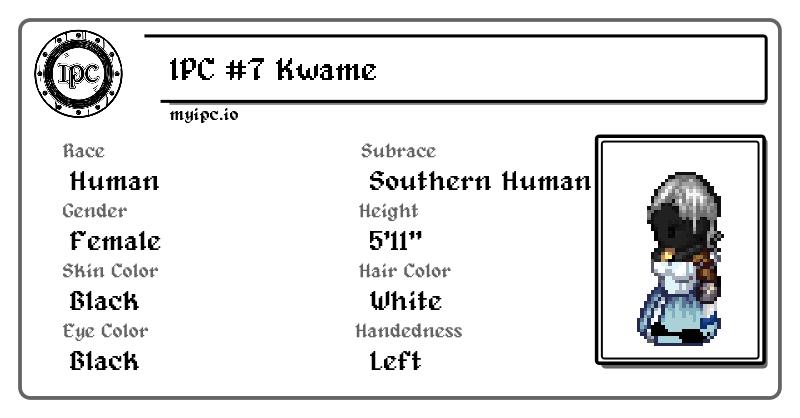 IPC
IPC #7 Kwame
myipc.io
Race
Subrace
Human
Southern Human
Gender
Height
Female
5'11"
Skin Color
Hair Color
Black
White
Eye Color
Handedness
Black
Left